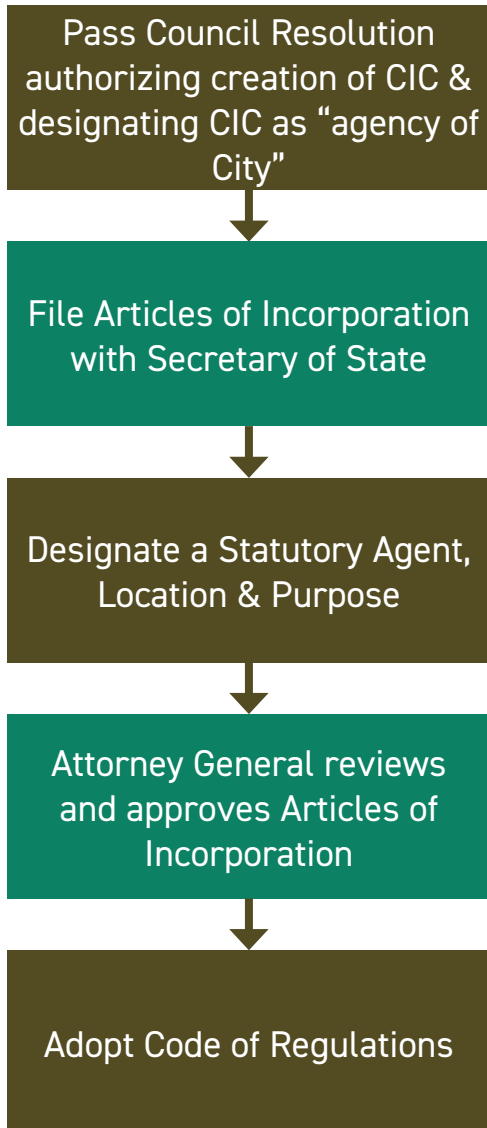 Pass Council Resolution
authorizing creation of CIC &
designating CIC as “agency of
City”
File Articles of Incorporation
with Secretary of State
Designate a Statutory Agent,
Location & Purpose
Attorney General reviews
and approves Articles of
Incorporation
Adopt Code of Regulations